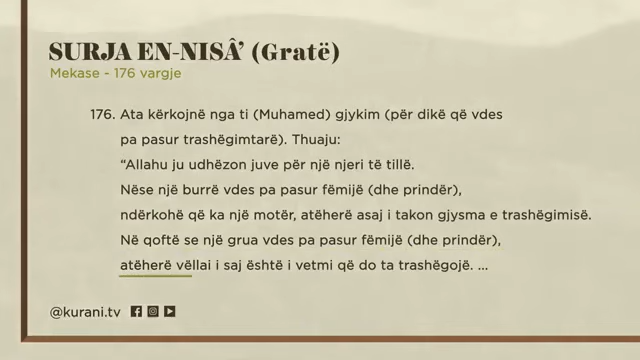 SURJA EN-NISÂ’ (Gratë)
Mekase - 176 vargje
176. Ata kërkojnë nga ti (Muhamed) gjykim (për dikë që vdes
pa pasur trashëgimtarë). Thuaju:
“Allahu ju udhëzon juve për një njeri të tillë.
Nëse një burrë vdes pa pasur fëmijë (dhe prindër),
ndërkohë që ka një motër, atëherë asaj i takon gjysma e trashëgimisë.
Në qoftë se një grua vdes pa pasur fëmijë (dhe prindër),
atëherë vëllai i saj është i vetmi që do ta trashëgojë. ...
@kurani.tv